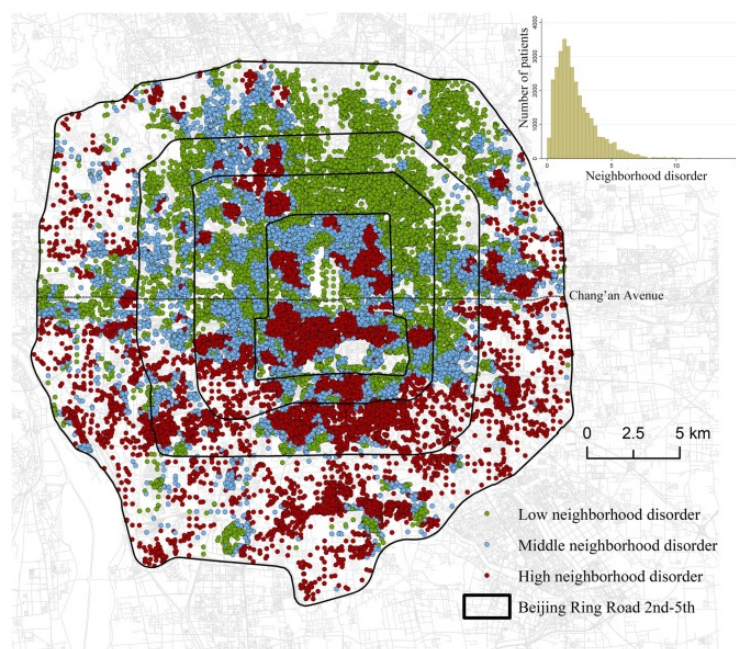 Number of patients
4000
3000
2000
1000
0
0
5
10
Neighborhood disorder
Chang'an Avenue
0 2.5 5 km
Low neighborhood disorder
Middle neighborhood disorder
High neighborhood disorder
Beijing Ring Road 2nd-5th